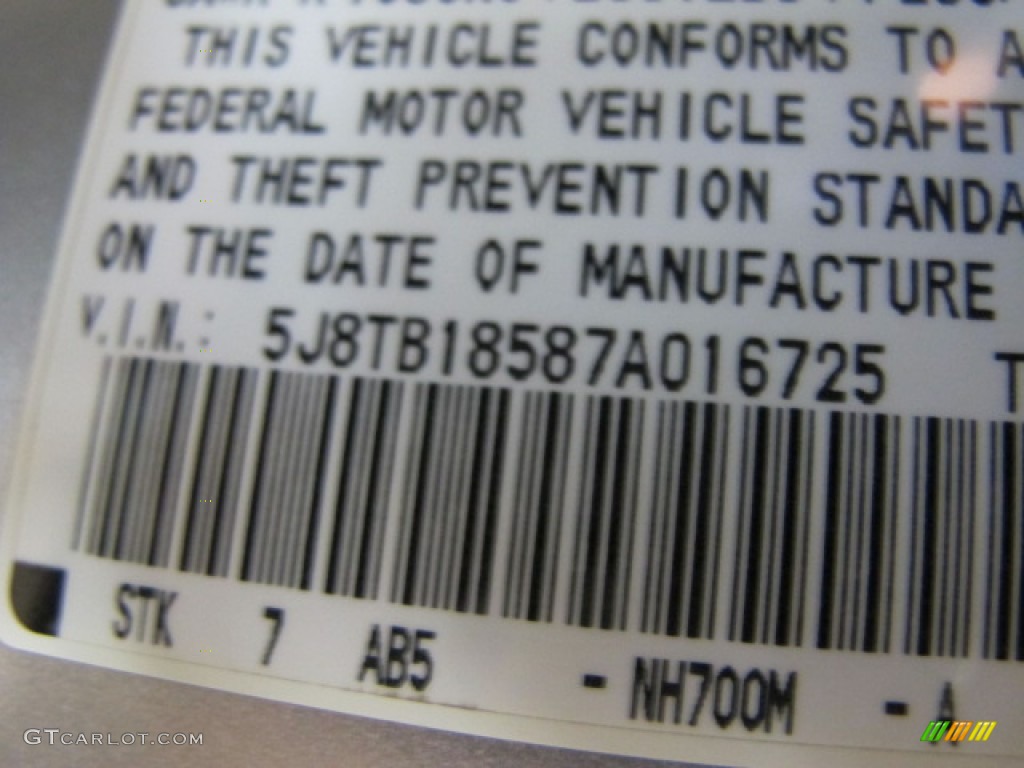 THIS VEHICLE CONFORMS TO A
FEDERAL MOTOR VEHICLE SAFET
AND THEFT PREVENTION STANDA
ON THE DATE OF MANUFACTURE
V.I.N.: 5J8TB18587A016725 T
STK 7 AB5 - NH700M - A
GTCARLOT.COM